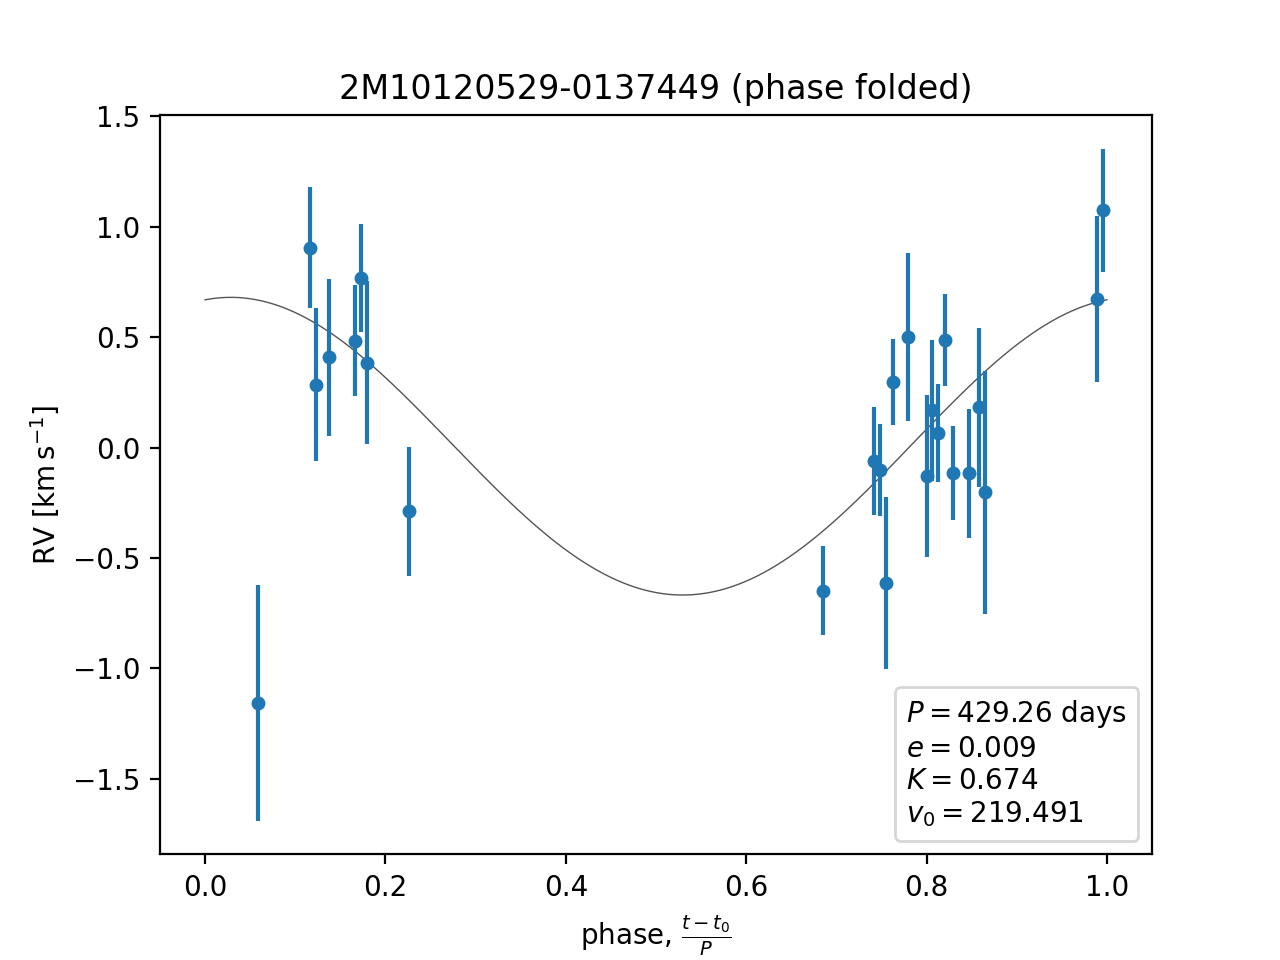 2M10120529-0137449 (phase folded)
1.5
1.0
0.5
0.0
−0.5
−1.0
−1.5
RV [km s⁻¹]
P = 429.26 days
e = 0.009
K = 0.674
v₀ = 219.491
0.0 0.2 0.4 0.6 0.8 1.0
phase, (t − t₀)/P